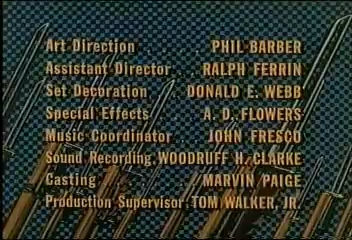 Art Direction . . . . PHIL BARBER
Assistant Director . . RALPH FERRIN
Set Decoration . DONALD E. WEBB
Special Effects . . A. D. FLOWERS
Music Coordinator JOHN FRESCO
Sound Recording, WOODRUFF H. CLARKE
Casting . . . MARVIN PAIGE
Production Supervisor, TOM WALKER, JR.